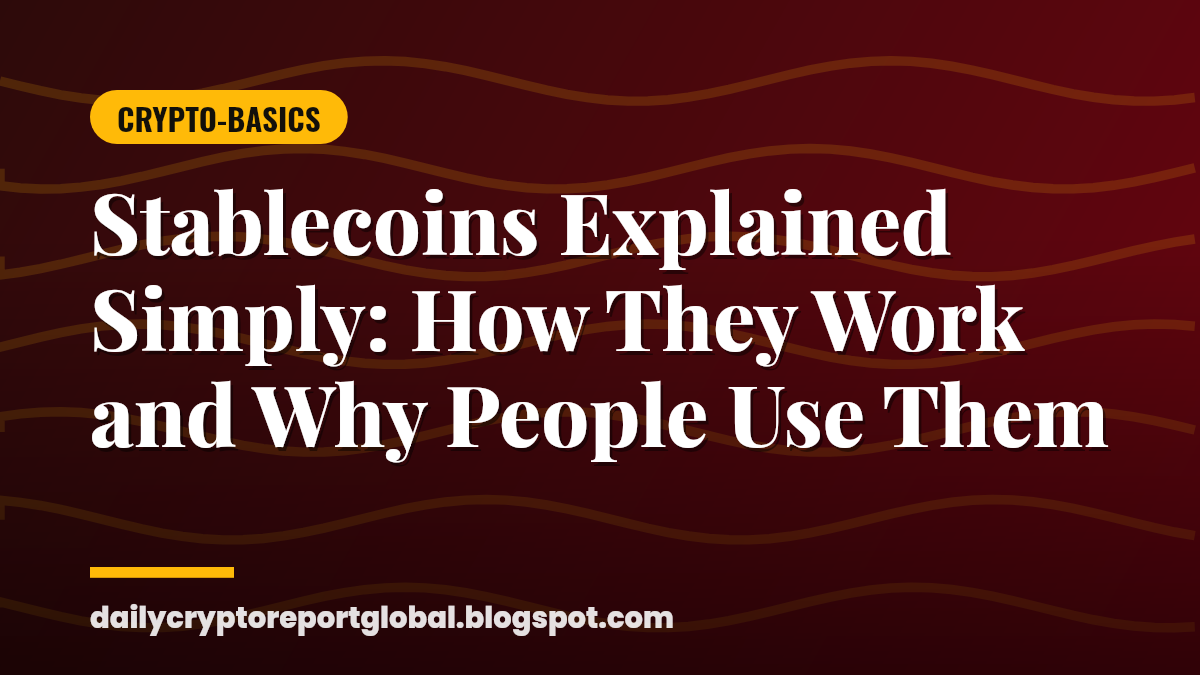 CRYPTO-BASICS
Stablecoins Explained
Simply: How They Work
and Why People Use Them
dailycryptoreportglobal.blogspot.com